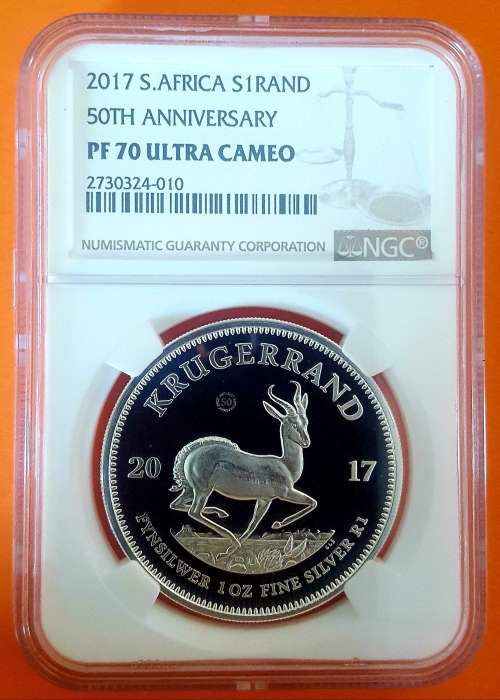 2017 S.AFRICA S1RAND
50TH ANNIVERSARY
PF 70 ULTRA CAMEO
2730324-010
NUMISMATIC GUARANTY CORPORATION NGC®
KRUGERRAND
50
20 17
FYNSILWER 1 OZ FINE SILVER R1